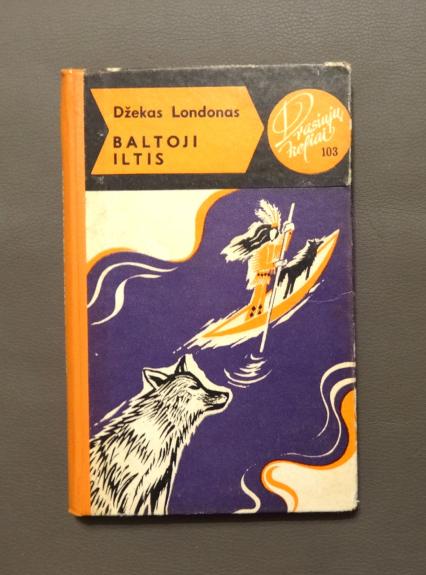 Džekas Londonas
BALTOJI
ILTIS
Drąsiųjų
keliai
103